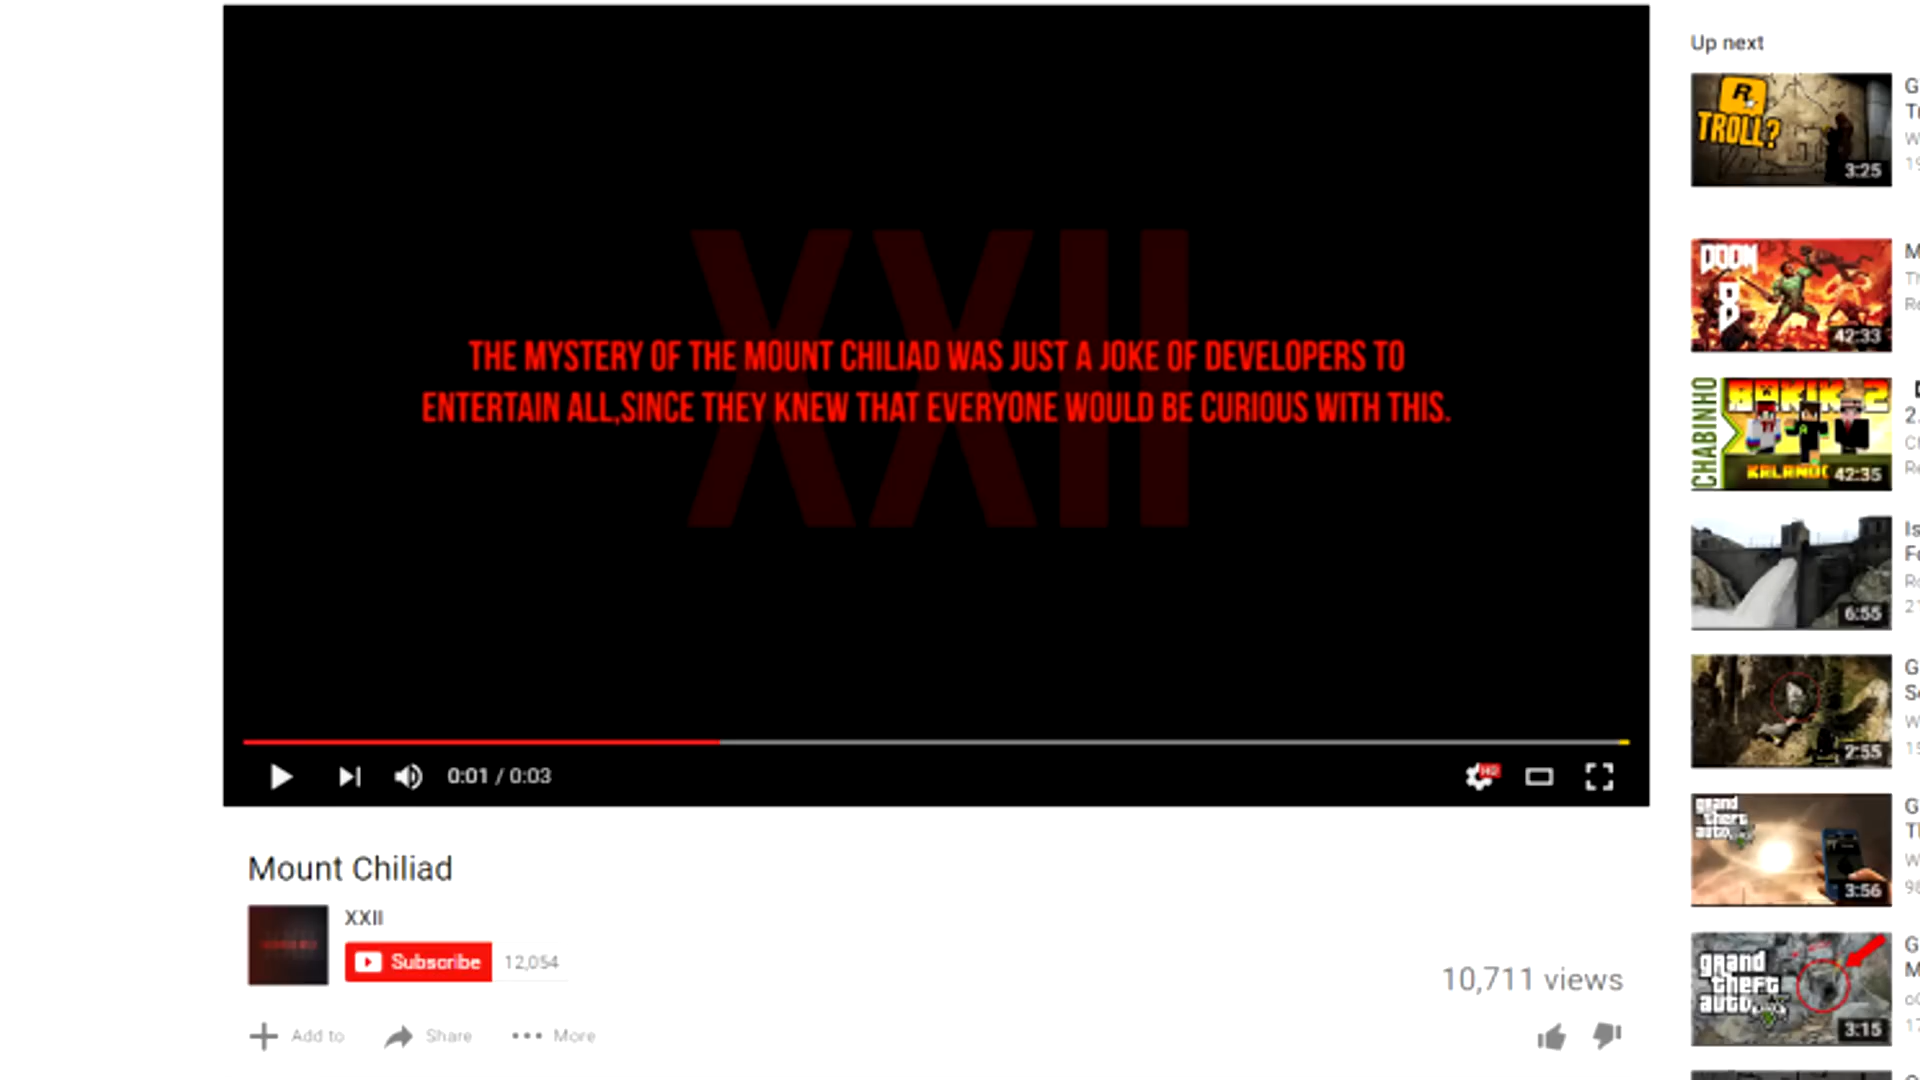 Up next
R
TROLL?
3:25
XXII
THE MYSTERY OF THE MOUNT CHILIAD WAS JUST A JOKE OF DEVELOPERS TO
ENTERTAIN ALL,SINCE THEY KNEW THAT EVERYONE WOULD BE CURIOUS WITH THIS.
DOOM
8
42:33
CHABINHO
42:35
6:55
2:55
0:01 / 0:03
HD
Mount Chiliad
XXII
Subscribe
12,054
10,711 views
Add to
Share
More
grand
theft
auto
3:56
grand
theft
auto
3:15